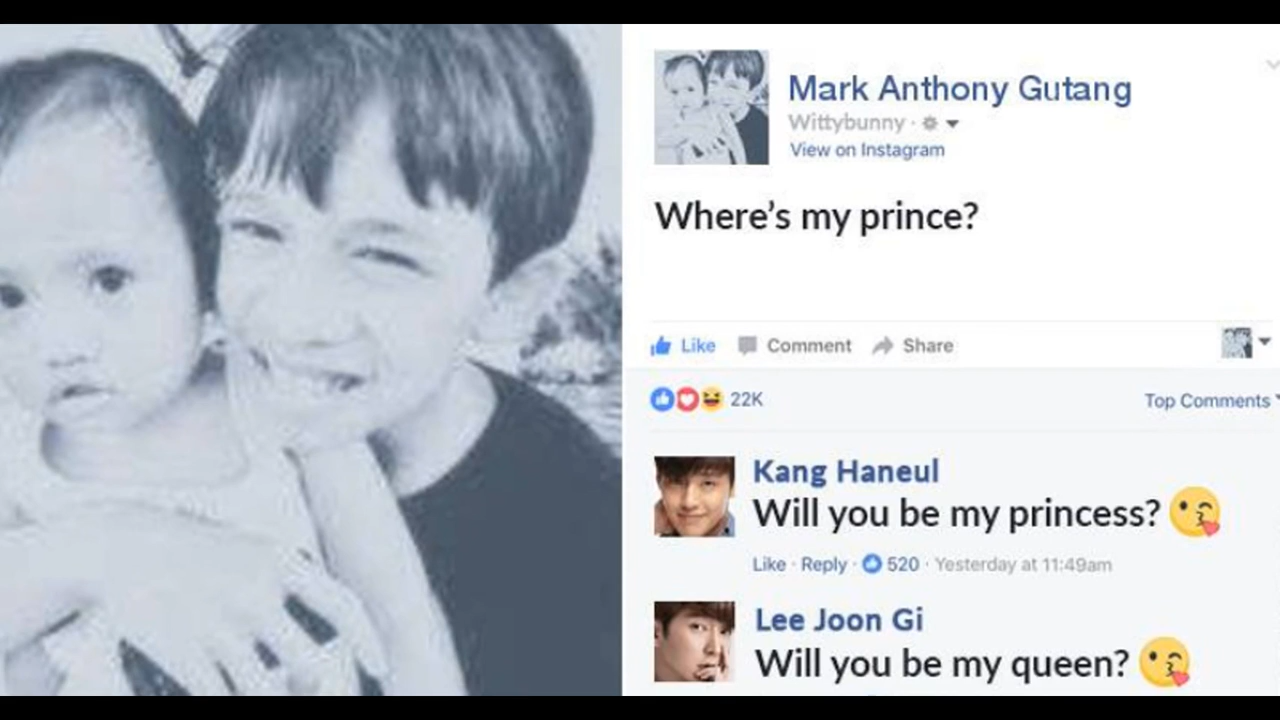 Mark Anthony Gutang
Wittybunny ·
View on Instagram
Where's my prince?
Like Comment Share
22K Top Comments
Kang Haneul
Will you be my princess?
Like · Reply · 520 · Yesterday at 11:49am
Lee Joon Gi
Will you be my queen?